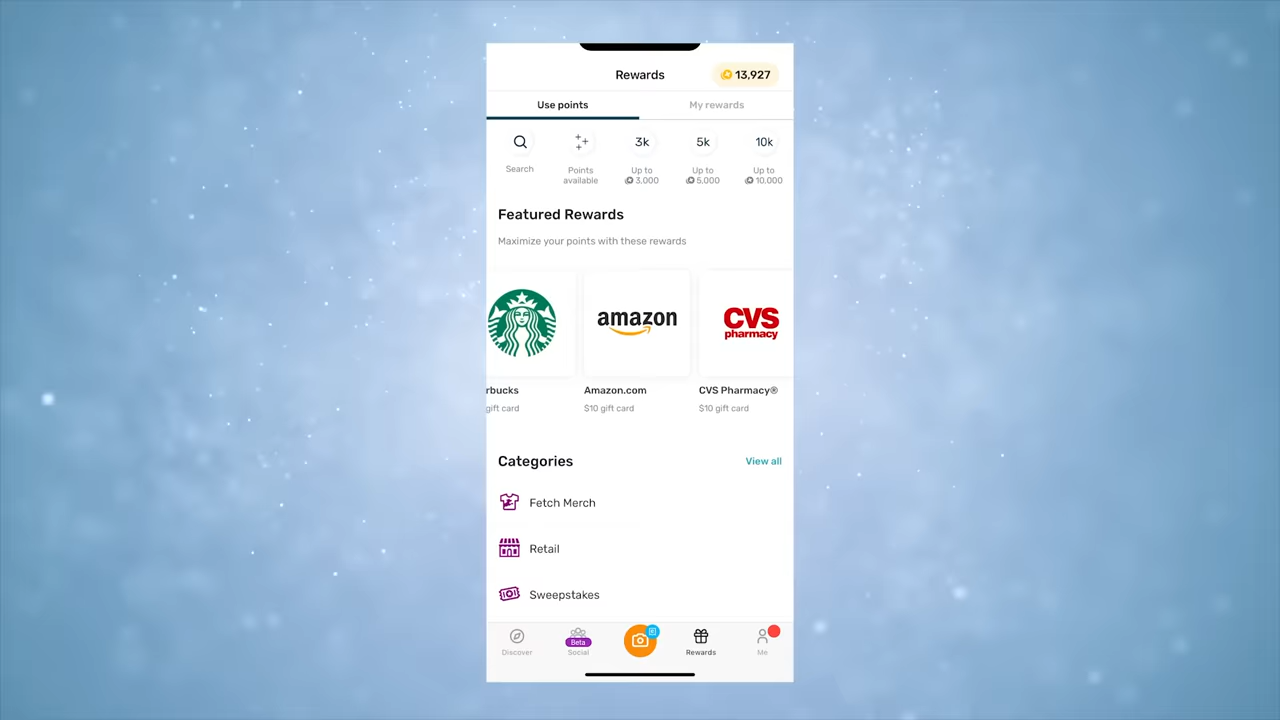 Rewards
13,927
Use points
My rewards
3k
5k
10k
Search
Points
available
Up to
3,000
Up to
5,000
Up to
10,000
Featured Rewards
Maximize your points with these rewards
amazon
CVS
pharmacy
rbucks
Amazon.com
CVS Pharmacy®
gift card
$10 gift card
$10 gift card
Categories
View all
Fetch Merch
Retail
Sweepstakes
Discover
Beta
Social
Rewards
Me